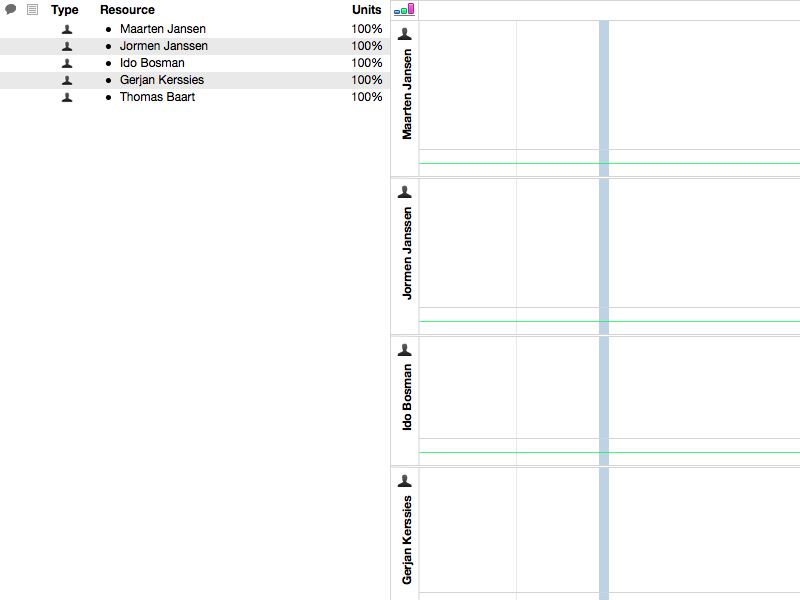 Type Resource Units
• Maarten Jansen 100%
• Jormen Janssen 100%
• Ido Bosman 100%
• Gerjan Kerssies 100%
• Thomas Baart 100%
Maarten Jansen
Jormen Janssen
Ido Bosman
Gerjan Kerssies